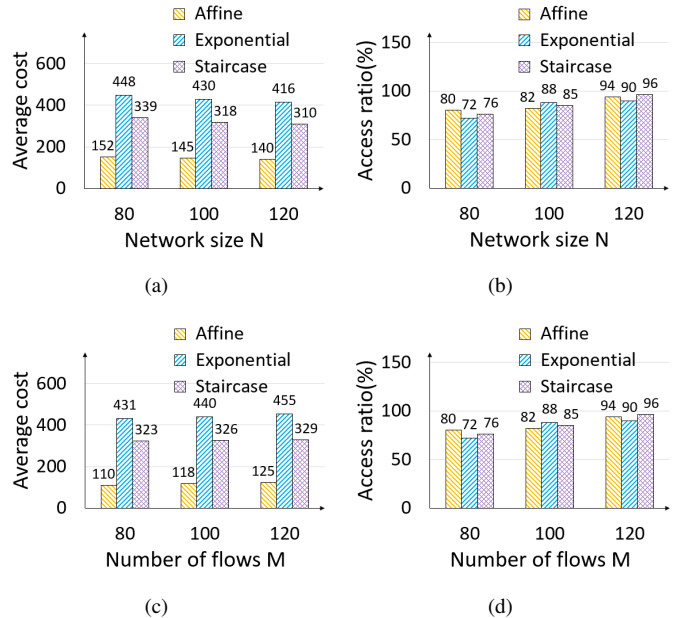 Affine
Exponential
Staircase
Average cost
600
400
200
0
448
339
152
430
318
145
416
310
140
80
100
120
Network size N
(a)
Affine
Exponential
Staircase
Access ratio(%)
150
100
50
0
80
72
76
82
88
85
94
90
96
80
100
120
Network size N
(b)
Affine
Exponential
Staircase
Average cost
600
400
200
0
431
323
110
440
326
118
455
329
125
80
100
120
Number of flows M
(c)
Affine
Exponential
Staircase
Access ratio(%)
150
100
50
0
80
72
76
82
88
85
94
90
96
80
100
120
Number of flows M
(d)